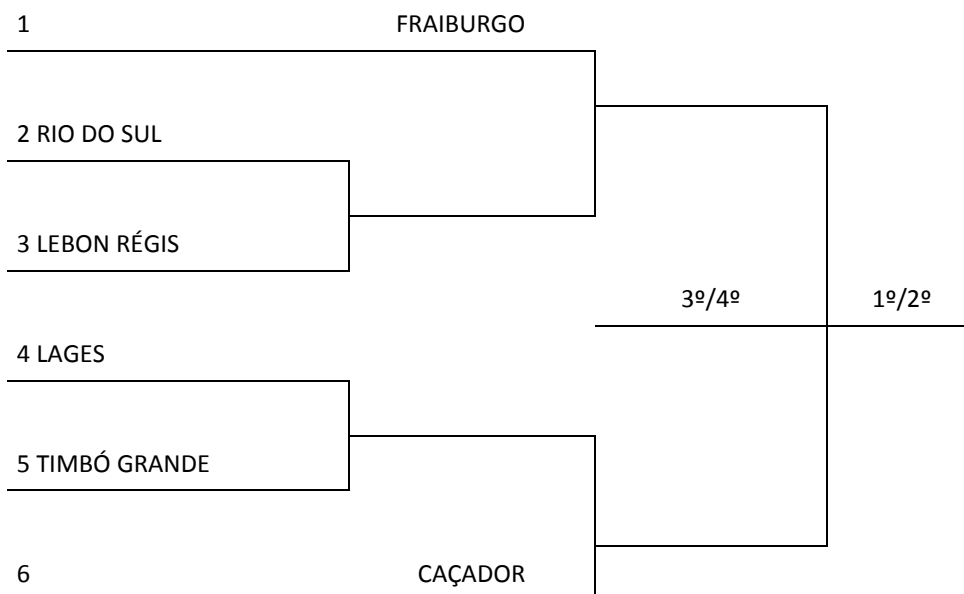 1 FRAIBURGO
2 RIO DO SUL
3 LEBON RÉGIS
3º/4º 1º/2º
4 LAGES
5 TIMBÓ GRANDE
6 CAÇADOR